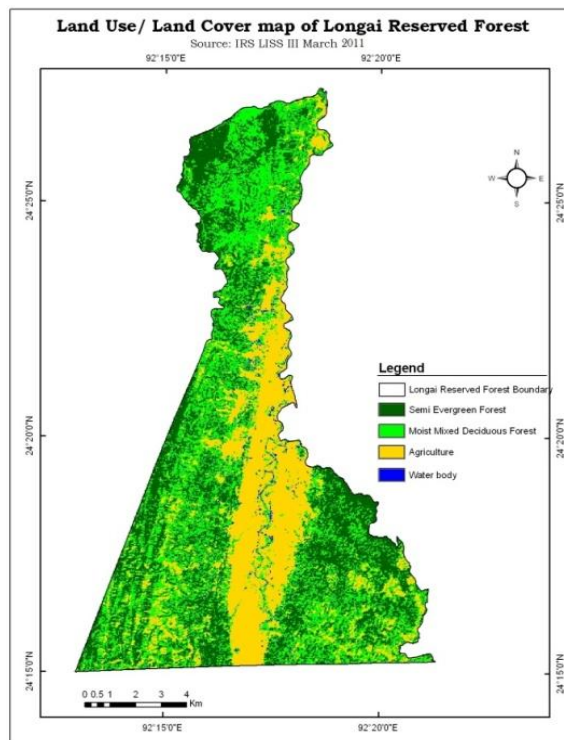 Land Use/ Land Cover map of Longai Reserved Forest
Source: IRS LISS III March 2011
92°15'0"E 92°20'0"E
N
W E
S
24°25'0"N 24°25'0"N
Legend
Longai Reserved Forest Boundary
Semi Evergreen Forest
Moist Mixed Deciduous Forest
Agriculture
Water body
24°20'0"N 24°20'0"N
24°15'0"N 24°15'0"N
0 0.5 1 2 3 4
Km
92°15'0"E 92°20'0"E